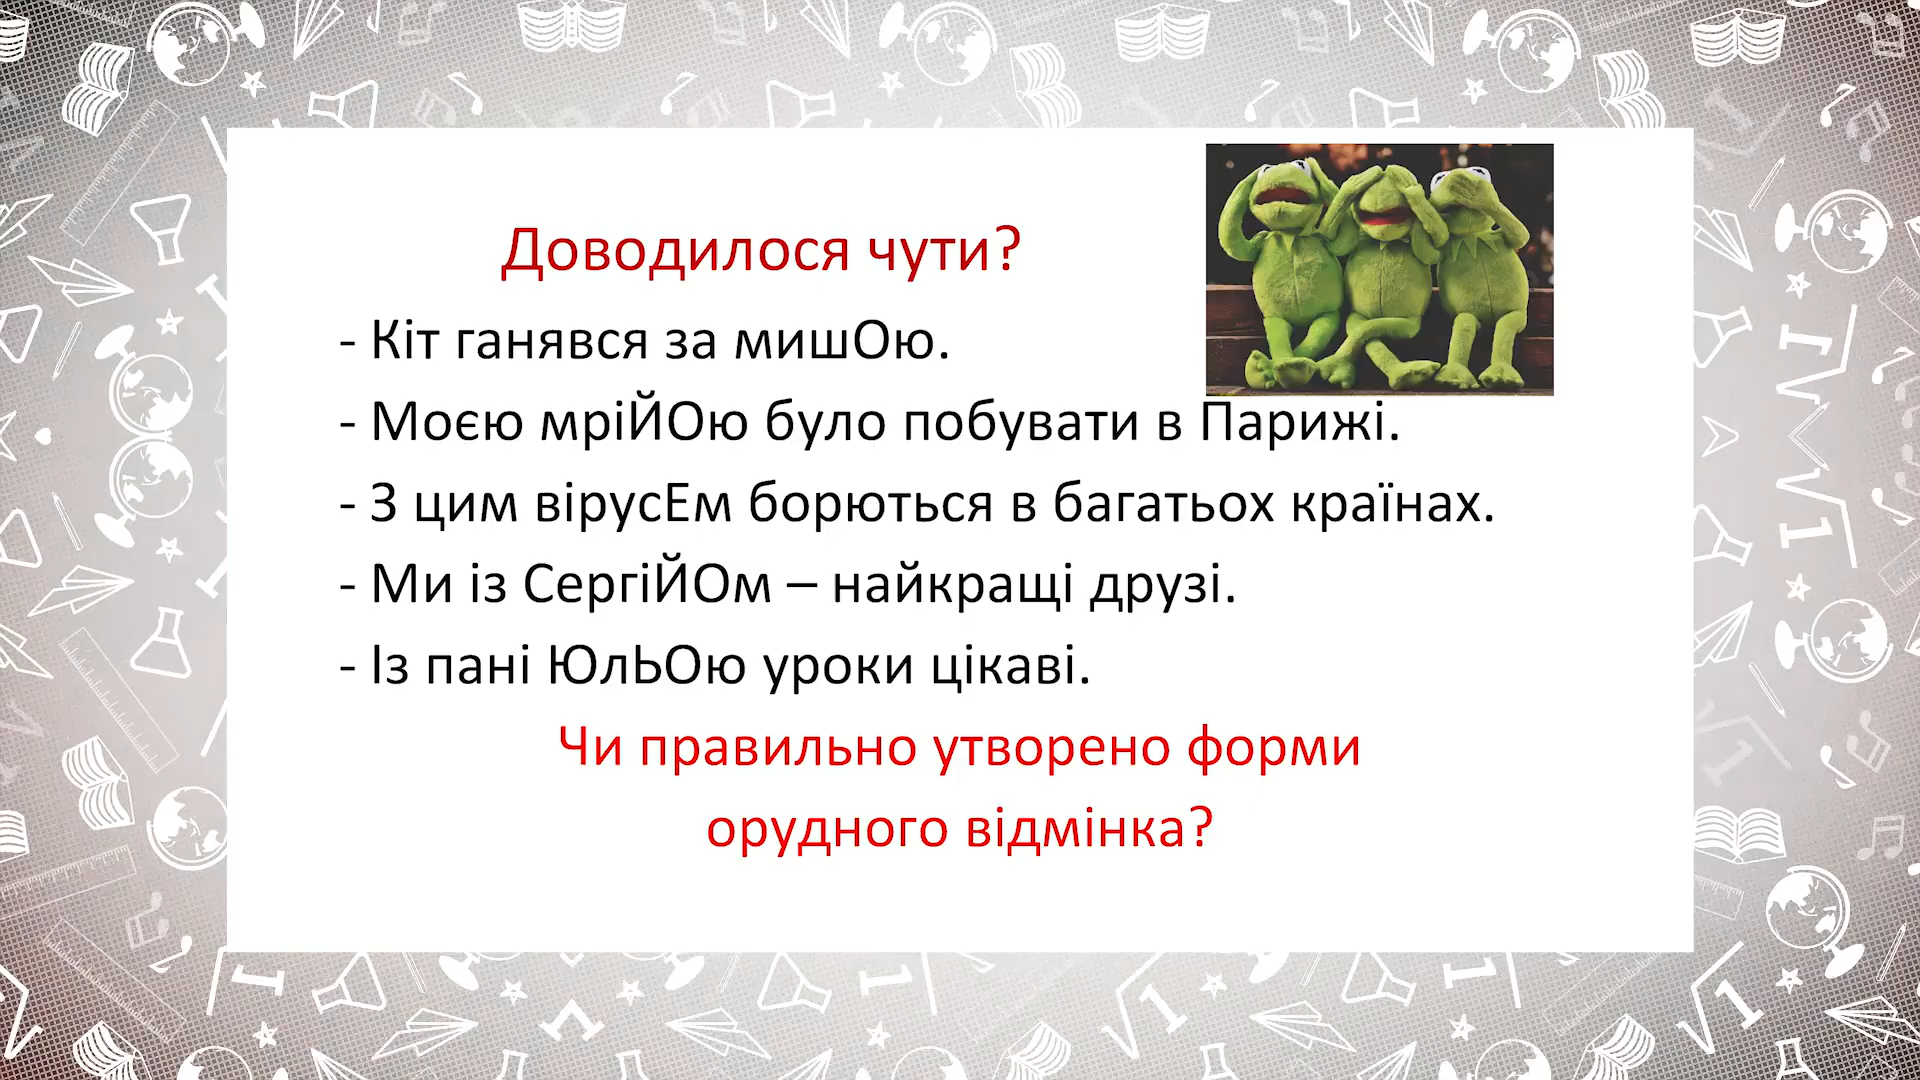 Доводилося чути?
- Кіт ганявся за мишОю.
- Моєю мріЙОю було побувати в Парижі.
- З цим вірусЕм борються в багатьох країнах.
- Ми із СергіЙОм – найкращі друзі.
- Із пані ЮлЬОю уроки цікаві.
Чи правильно утворено форми
орудного відмінка?